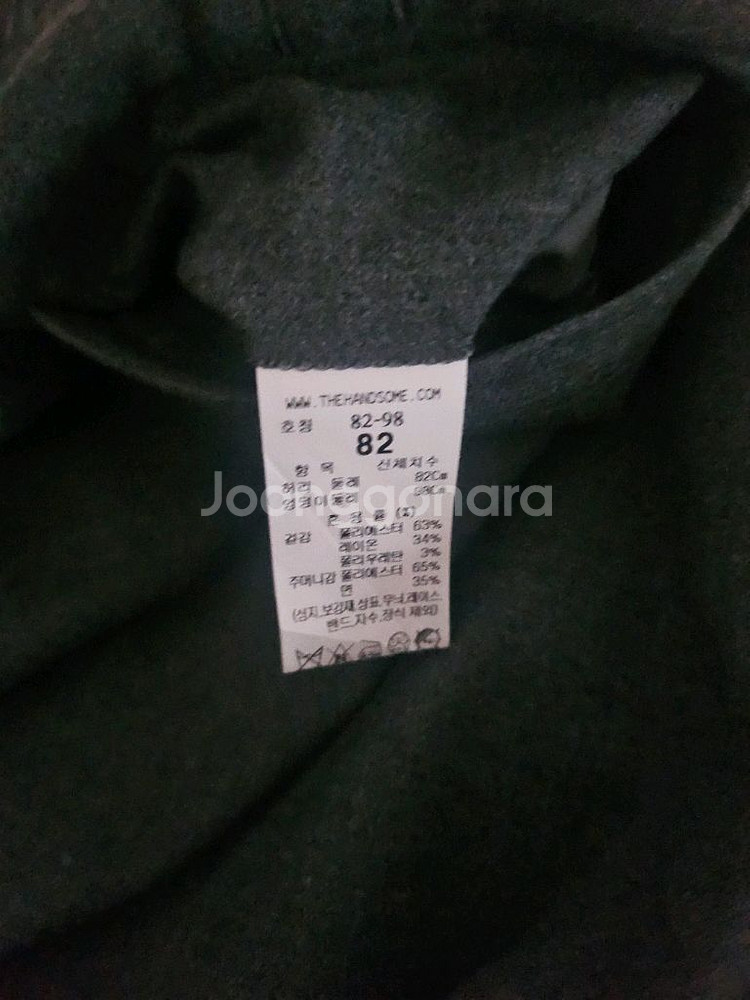 WWW.THEHANDSOME.COM
호칭 82-98
82
항 목 신체치수
허리 둘레 82Cm
엉덩이둘레 98Cm
혼 용 률 (%)
겉감 폴리에스터 63%
레이온 34%
폴리우레탄 3%
주머니감 폴리에스터 65%
면 35%
(심지,보강재,상표,무늬,레이스
밴드,자수,장식 제외)
Joonggonara